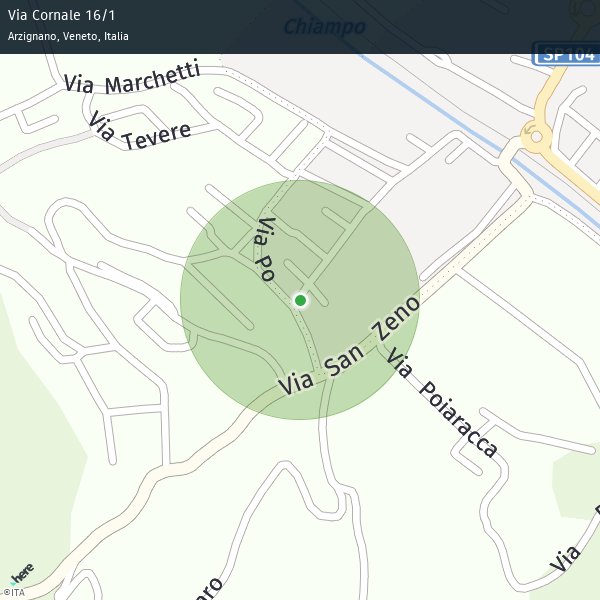 Via Cornale 16/1
Arzignano, Veneto, Italia
Chiampo
SP104
Via Marchetti
Via Tevere
Via Po
Via San Zeno
Via Poiaracca
Via
here
©ITA